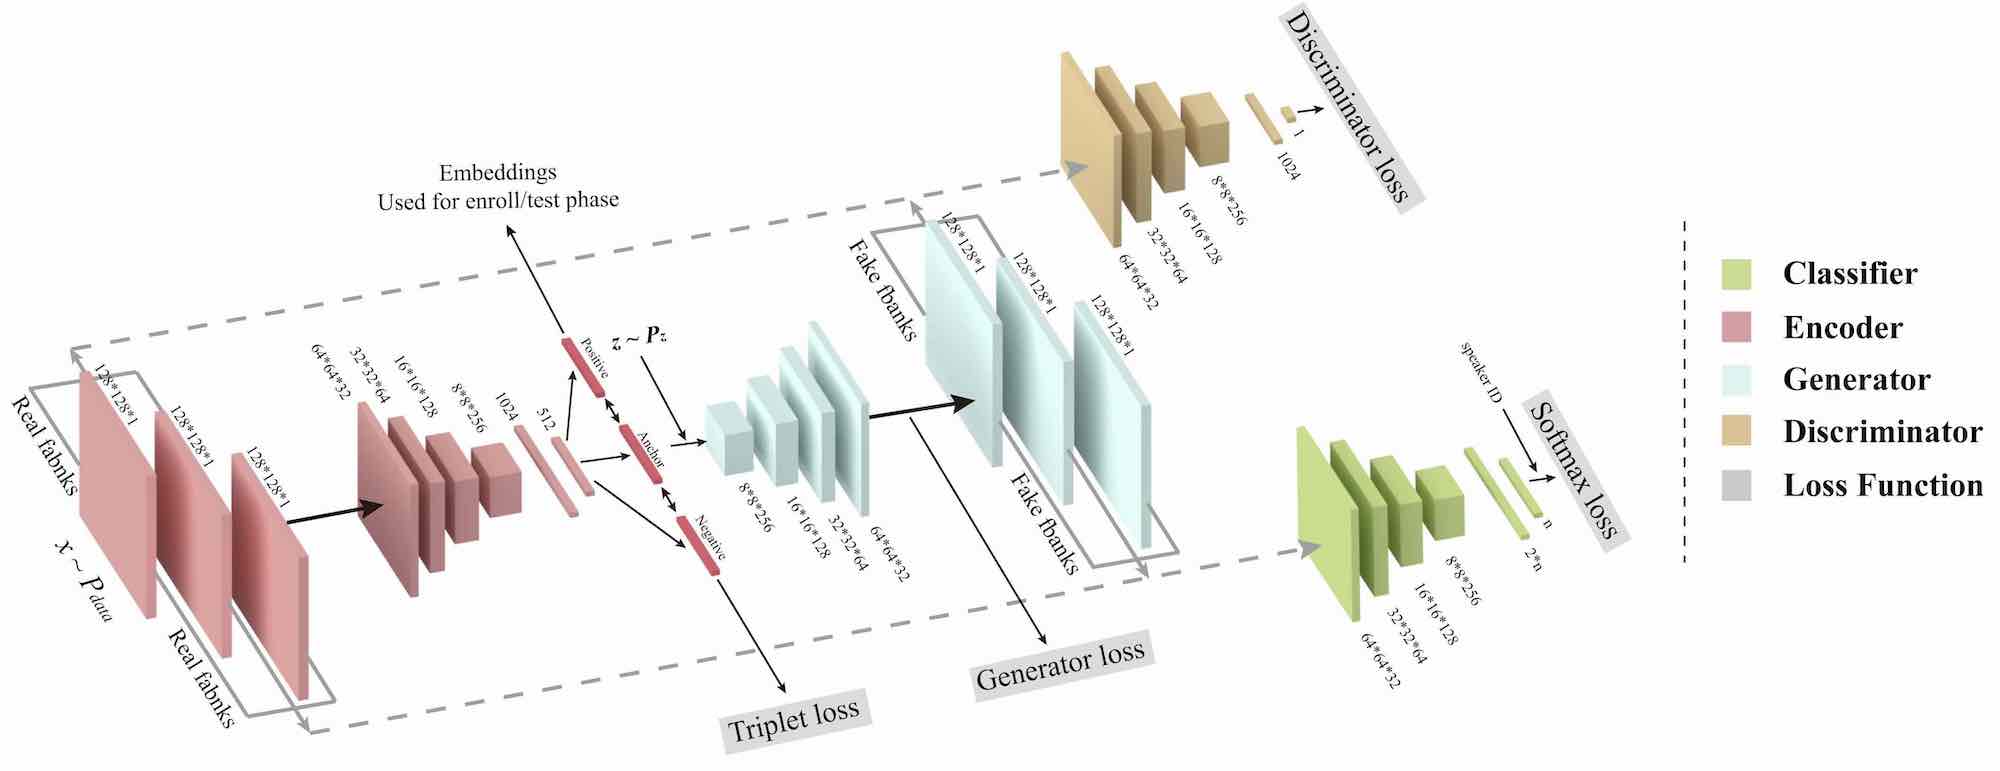 Real fabnks
x ~ P data
128*128*1
128*128*1
128*128*1
Real fabnks
64*64*32
32*32*64
16*16*128
8*8*256
1024
512
Embeddings
Used for enroll/test phase
Positive
Anchor
Negative
z ~ Pz
Triplet loss
8*8*256
16*16*128
32*32*64
64*64*32
Fake fbanks
128*128*1
128*128*1
128*128*1
Fake fbanks
Generator loss
64*64*32
32*32*64
16*16*128
8*8*256
1024
1
Discriminator loss
64*64*32
32*32*64
16*16*128
8*8*256
2*n
n
speaker ID
Softmax loss
Classifier
Encoder
Generator
Discriminator
Loss Function